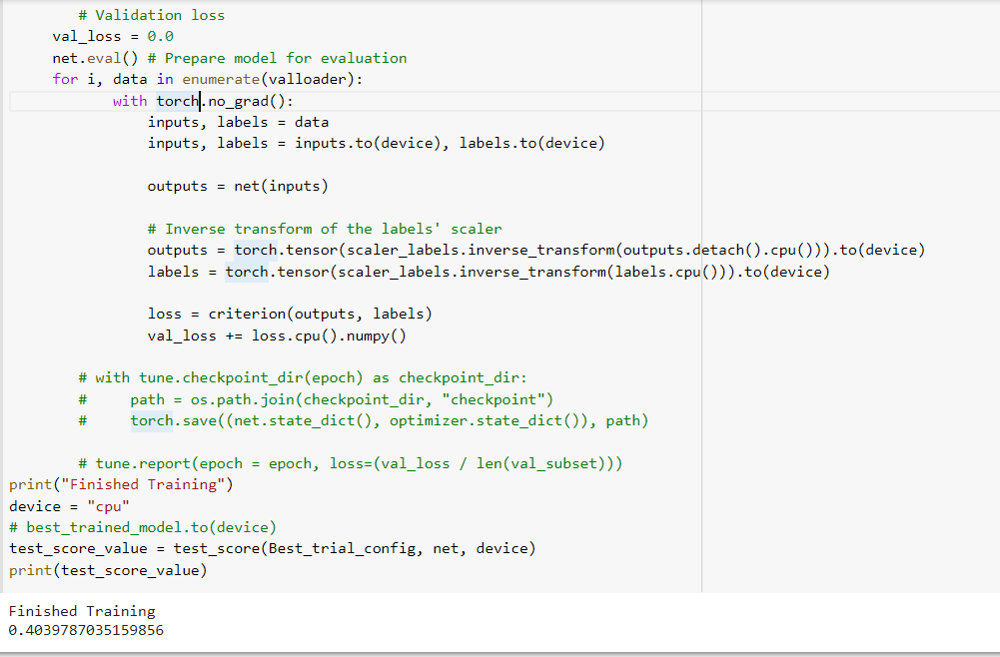 # Validation loss
val_loss = 0.0
net.eval() # Prepare model for evaluation
for i, data in enumerate(valloader):
with torch.no_grad():
inputs, labels = data
inputs, labels = inputs.to(device), labels.to(device)
outputs = net(inputs)
# Inverse transform of the labels' scaler
outputs = torch.tensor(scaler_labels.inverse_transform(outputs.detach().cpu())).to(device)
labels = torch.tensor(scaler_labels.inverse_transform(labels.cpu())).to(device)
loss = criterion(outputs, labels)
val_loss += loss.cpu().numpy()
# with tune.checkpoint_dir(epoch) as checkpoint_dir:
#     path = os.path.join(checkpoint_dir, "checkpoint")
#     torch.save((net.state_dict(), optimizer.state_dict()), path)
# tune.report(epoch = epoch, loss=(val_loss / len(val_subset)))
print("Finished Training")
device = "cpu"
# best_trained_model.to(device)
test_score_value = test_score(Best_trial_config, net, device)
print(test_score_value)
Finished Training
0.4039787035159856